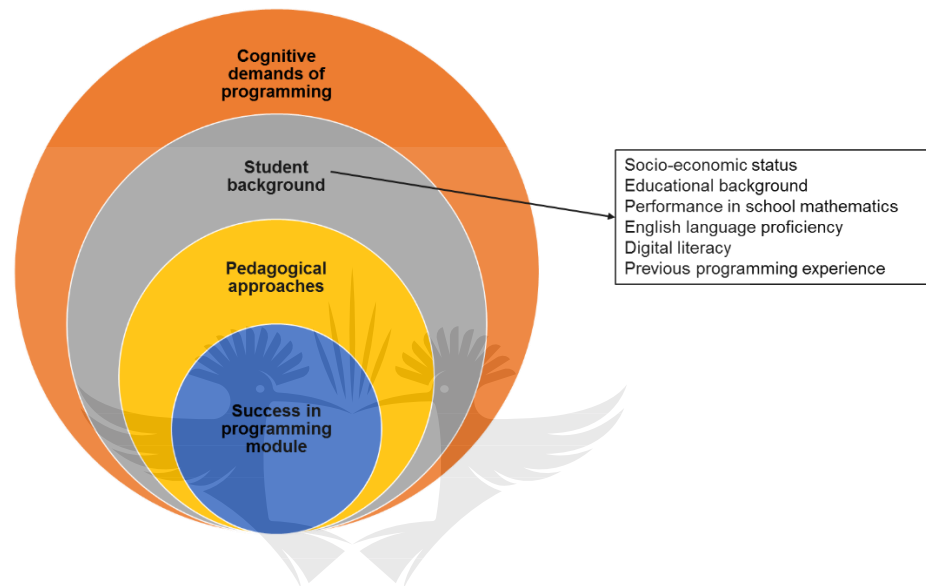 Cognitive
demands of
programming
Student
background
Socio-economic status
Educational background
Performance in school mathematics
English language proficiency
Digital literacy
Previous programming experience
Pedagogical
approaches
Success in
programming
module